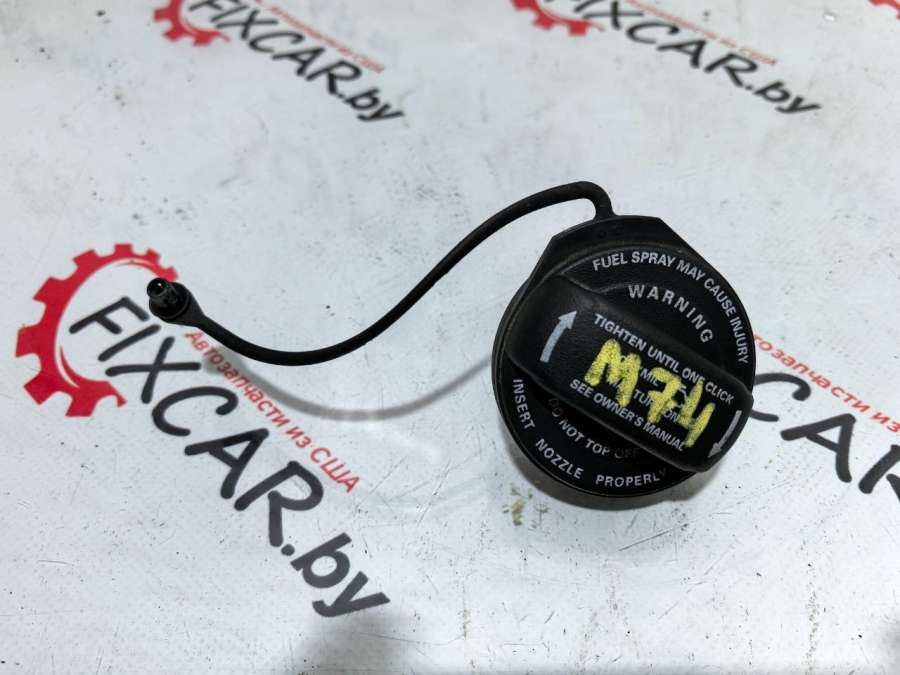 Автозапчасти из США
FIXCAR.by
FIXCAR.by
FUEL SPRAY MAY CAUSE INJURY
WARNING
TIGHTEN UNTIL ONE CLICK
SEE OWNER'S MANUAL
M74
DO NOT TOP OFF
INSERT NOZZLE PROPERLY
Автозапчасти из США
FIXCAR.by